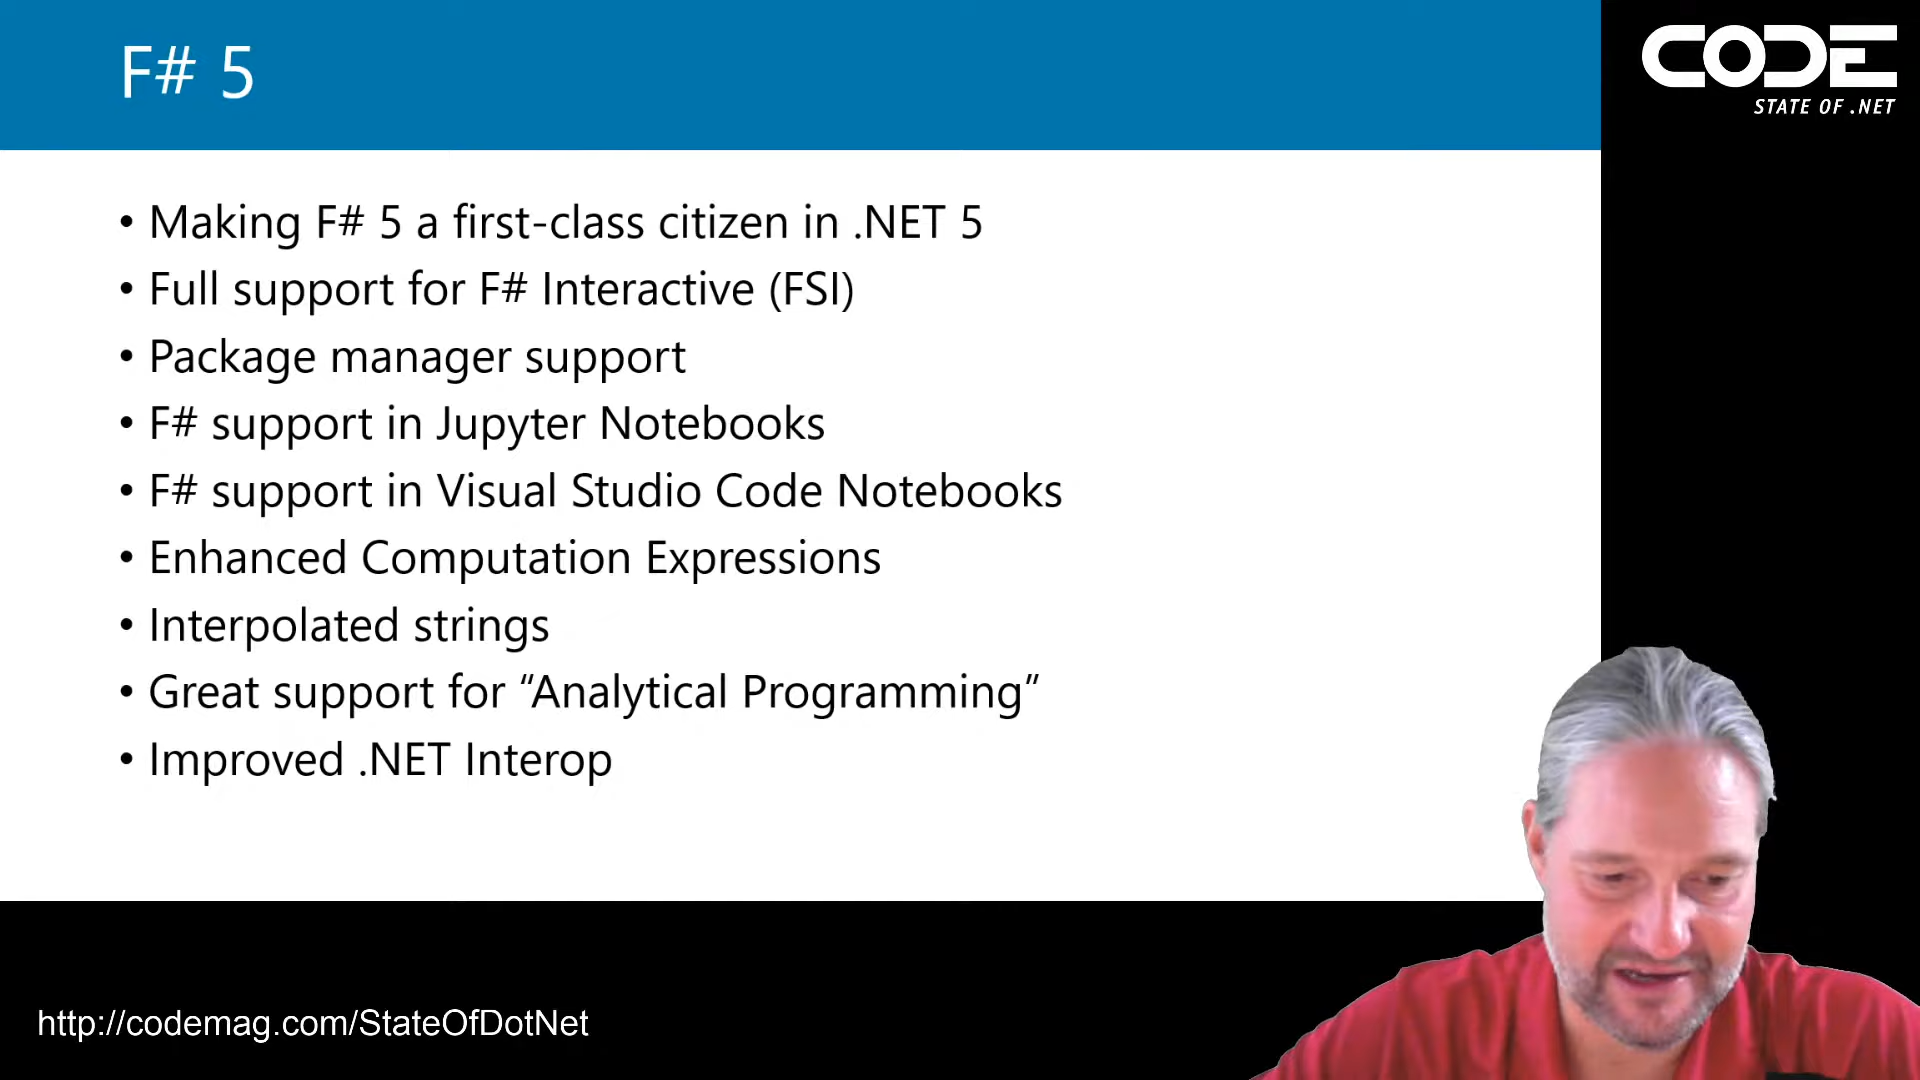 F# 5
CODE
STATE OF .NET
• Making F# 5 a first-class citizen in .NET 5
• Full support for F# Interactive (FSI)
• Package manager support
• F# support in Jupyter Notebooks
• F# support in Visual Studio Code Notebooks
• Enhanced Computation Expressions
• Interpolated strings
• Great support for “Analytical Programming”
• Improved .NET Interop
http://codemag.com/StateOfDotNet